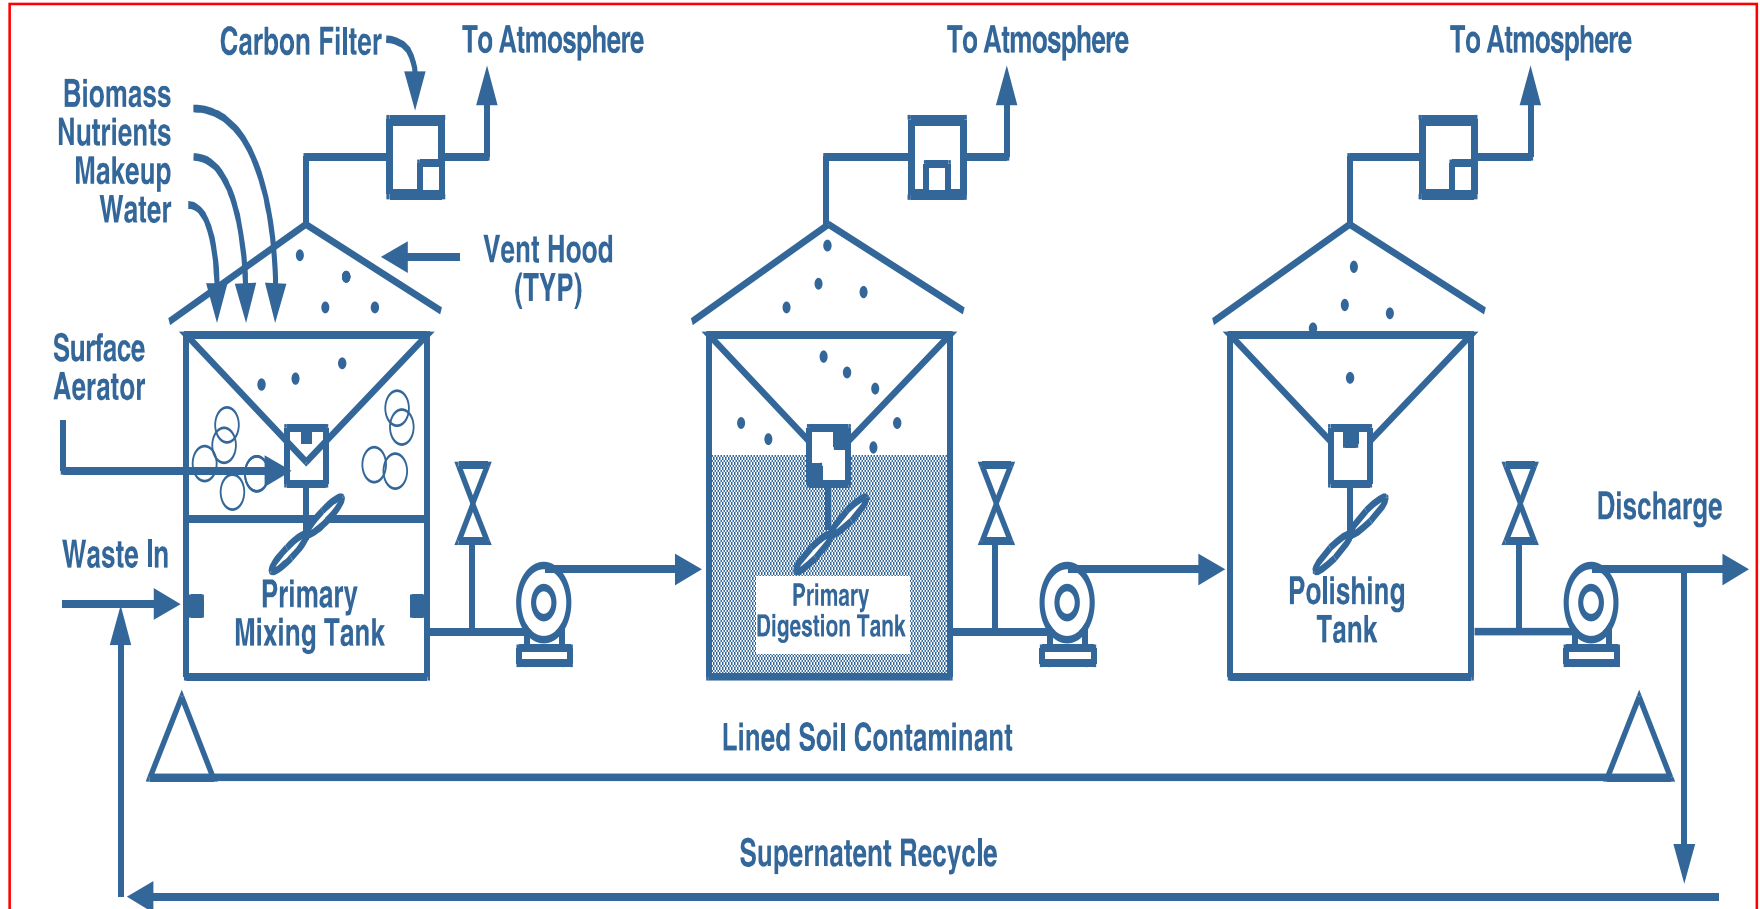 Carbon Filter
To Atmosphere
To Atmosphere
To Atmosphere
Biomass
Nutrients
Makeup
Water
Vent Hood
(TYP)
Surface
Aerator
Waste In
Primary
Mixing Tank
Primary
Digestion Tank
Polishing
Tank
Discharge
Lined Soil Contaminant
Supernatent Recycle